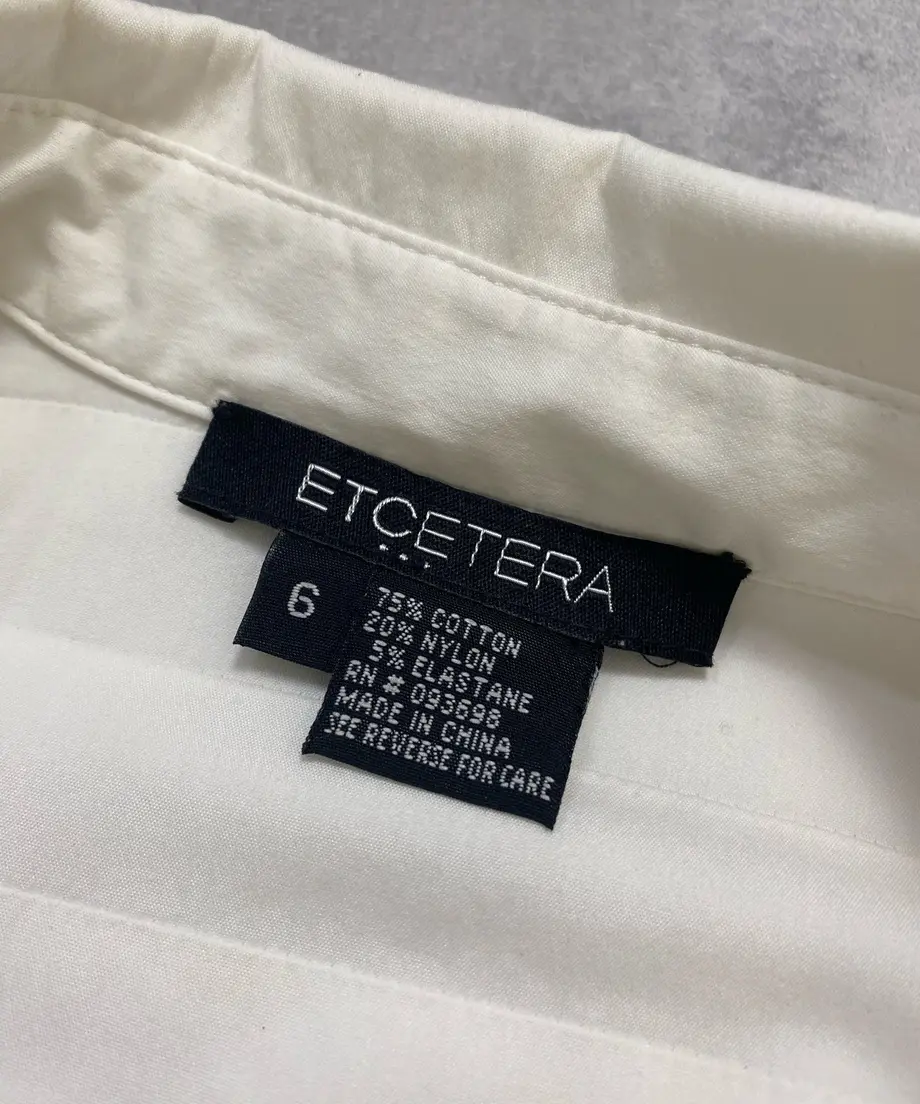 ETCETERA
6
75% COTTON
20% NYLON
5% ELASTANE
RN # 093698
MADE IN CHINA
SEE REVERSE FOR CARE